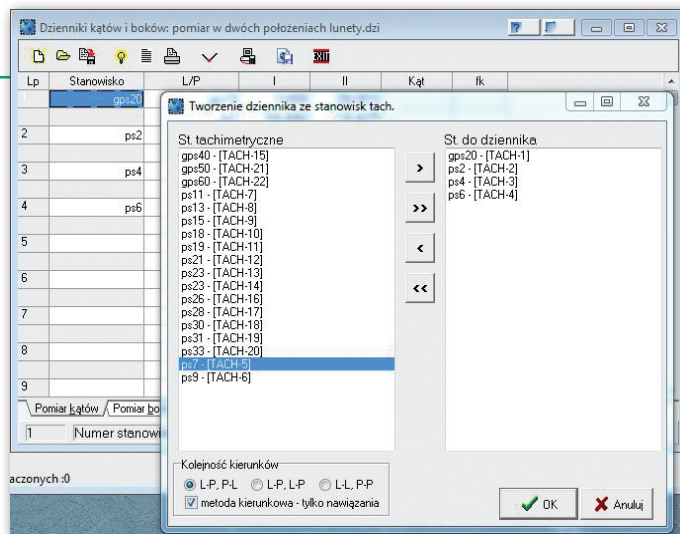 Dzienniki kątów i boków: pomiar w dwóch położeniach lunety.dzi
EXIT
Lp Stanowisko L/P I II Kąt fk
gps20
2 ps2
3 ps4
4 ps6
5
6
7
8
9
Pomiar kątów Pomiar bo
1 Numer stanowi
aczonych :0
Tworzenie dziennika ze stanowisk tach.
St. tachimetryczne
gps40 - [TACH-15]
gps50 - [TACH-21]
gps60 - [TACH-22]
ps11 - [TACH-7]
ps13 - [TACH-8]
ps15 - [TACH-9]
ps18 - [TACH-10]
ps19 - [TACH-11]
ps21 - [TACH-12]
ps23 - [TACH-13]
ps23 - [TACH-14]
ps26 - [TACH-16]
ps28 - [TACH-17]
ps30 - [TACH-18]
ps31 - [TACH-19]
ps33 - [TACH-20]
ps7 - [TACH-5]
ps9 - [TACH-6]
>
>>
<
<<
St. do dziennika
gps20 - [TACH-1]
ps2 - [TACH-2]
ps4 - [TACH-3]
ps6 - [TACH-4]
Kolejność kierunków
L-P, P-L L-P, L-P L-L, P-P
metoda kierunkowa - tylko nawiązania
OK Anuluj